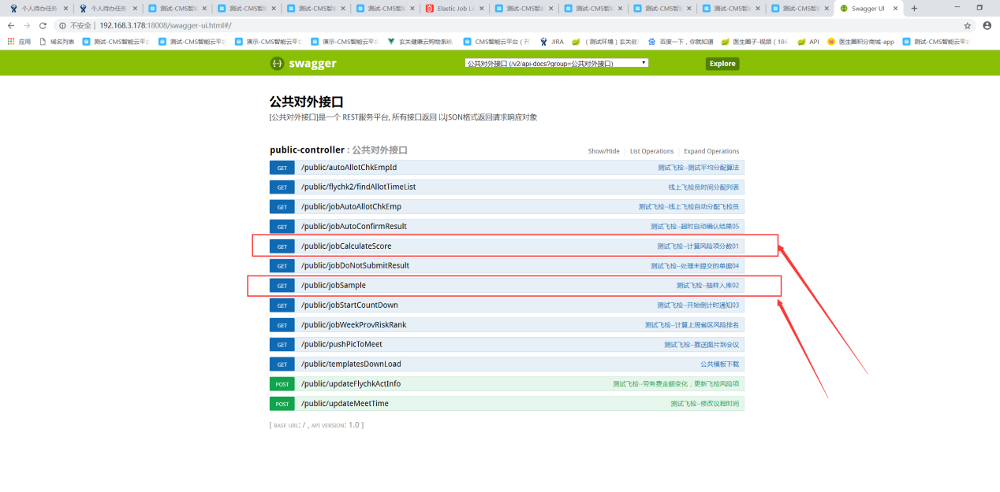 个人待办任务
个人待办任务
测试-CMS智能
测试-CMS智能
测试-CMS智能
测试-CMS智能
Elastic Job Li
测试-CMS智能
测试-CMS智能
测试-CMS智能
测试-CMS智能
测试-CMS智能
Swagger UI
不安全 | 192.168.3.178:18008/swagger-ui.html#/
应用
域名列表
测试-CMS智能云平台
测试-CMS智能云平台
演示-CMS智能云平台
演示-CMS智能云平台
玄关健康云购物系统
CMS智能云平台（开
JIRA
（测试环境）玄关健
百度一下，你就知道
医生圈子-视频（186
API
医生圈积分商城-app
测试-CMS智能云平台
swagger
公共对外接口 (/v2/api-docs?group=公共对外接口)
Explore
公共对外接口
[公共对外接口]是一个 REST服务平台, 所有接口返回 以JSON格式返回请求响应对象
public-controller : 公共对外接口
Show/Hide
List Operations
Expand Operations
GET /public/autoAllotChkEmpId 测试飞检--测试平均分配算法
GET /public/flychk2/findAllotTimeList 线上飞检员时间分配列表
GET /public/jobAutoAllotChkEmp 测试飞检--线上飞检自动分配飞检员
GET /public/jobAutoConfirmResult 测试飞检--超时自动确认结果05
GET /public/jobCalculateScore 测试飞检--计算风险项分数01
GET /public/jobDoNotSubmitResult 测试飞检--处理未提交的单据04
GET /public/jobSample 测试飞检--抽样入库02
GET /public/jobStartCountDown 测试飞检--开始倒计时通知03
GET /public/jobWeekProvRiskRank 测试飞检--计算上周省区风险排名
GET /public/pushPicToMeet 测试飞检--推送图片到会议
GET /public/templatesDownLoad 公共模板下载
POST /public/updateFlychkActInfo 测试飞检--劳务费金额变化，更新飞检风险项
POST /public/updateMeetTime 测试飞检--修改议程时间
[ BASE URL: / , API VERSION: 1.0 ]